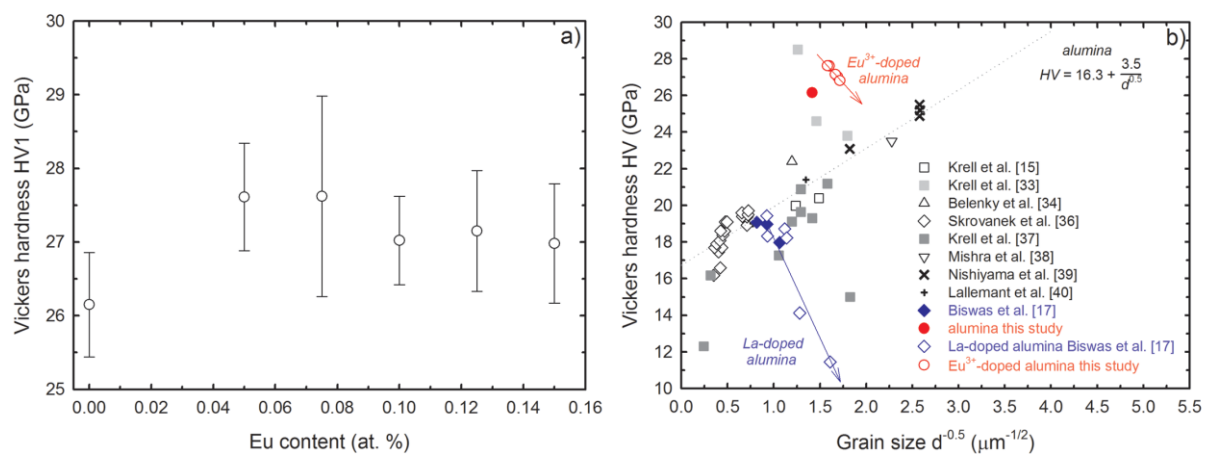 a)
30
29
28
27
26
25
Vickers hardness HV1 (GPa)
0.00 0.02 0.04 0.06 0.08 0.10 0.12 0.14 0.16
Eu content (at. %)
b)
30
28
26
24
22
20
18
16
14
12
10
Vickers hardness HV (GPa)
0.0 0.5 1.0 1.5 2.0 2.5 3.0 3.5 4.0 4.5 5.0 5.5
Grain size d⁻⁰·⁵ (μm⁻¹/²)
Eu³⁺-doped
alumina
alumina
HV = 16.3 + 3.5/d⁰·⁵
La-doped
alumina
Krell et al. [15]
Krell et al. [33]
Belenky et al. [34]
Skrovanek et al. [36]
Krell et al. [37]
Mishra et al. [38]
Nishiyama et al. [39]
Lallemant et al. [40]
Biswas et al. [17]
alumina this study
La-doped alumina Biswas et al. [17]
Eu³⁺-doped alumina this study